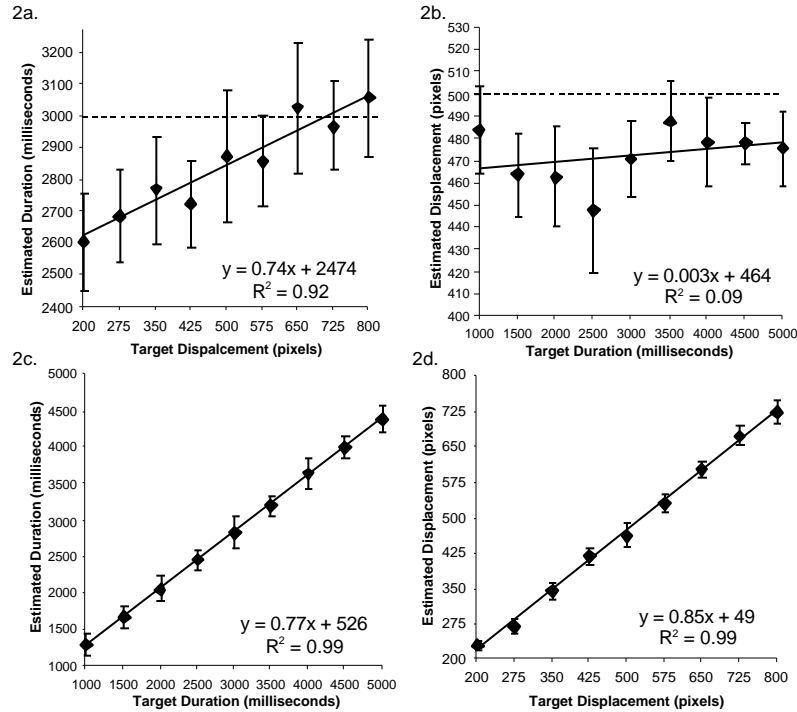 2a.
Estimated Duration (milliseconds)
3200
3100
3000
2900
2800
2700
2600
2500
2400
y = 0.74x + 2474
R² = 0.92
200 275 350 425 500 575 650 725 800
Target Dispalcement (pixels)
2b.
Estimated Displacement (pixels)
530
520
510
500
490
480
470
460
450
440
430
420
410
400
y = 0.003x + 464
R² = 0.09
1000 1500 2000 2500 3000 3500 4000 4500 5000
Target Duration (milliseconds)
2c.
Estimated Duration (milliseconds)
5000
4500
4000
3500
3000
2500
2000
1500
1000
y = 0.77x + 526
R² = 0.99
1000 1500 2000 2500 3000 3500 4000 4500 5000
Target Duration (milliseconds)
2d.
Estimated Displacement (pixels)
800
725
650
575
500
425
350
275
200
y = 0.85x + 49
R² = 0.99
200 275 350 425 500 575 650 725 800
Target Displacement (pixels)